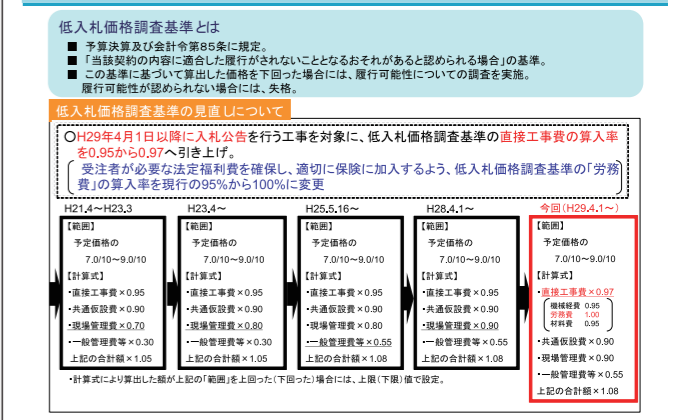 低入札価格調査基準とは
■ 予算決算及び会計令第85条に規定。
■ 「当該契約の内容に適合した履行がされないこととなるおそれがあると認められる場合」の基準。
■ この基準に基づいて算出した価格を下回った場合には、履行可能性についての調査を実施。
履行可能性が認められない場合には、失格。
低入札価格調査基準の見直しについて
○H29年4月1日以降に入札公告を行う工事を対象に、低入札価格調査基準の直接工事費の算入率
を0.95から0.97へ引き上げ。
受注者が必要な法定福利費を確保し、適切に保険に加入するよう、低入札価格調査基準の「労務
費」の算入率を現行の95%から100%に変更
H21.4～H23.3
【範囲】
予定価格の
7.0/10～9.0/10
【計算式】
・直接工事費×0.95
・共通仮設費×0.90
・現場管理費×0.70
・一般管理費等×0.30
上記の合計額×1.05
H23.4～
【範囲】
予定価格の
7.0/10～9.0/10
【計算式】
・直接工事費×0.95
・共通仮設費×0.90
・現場管理費×0.80
・一般管理費等×0.30
上記の合計額×1.05
H25.5.16～
【範囲】
予定価格の
7.0/10～9.0/10
【計算式】
・直接工事費×0.95
・共通仮設費×0.90
・現場管理費×0.80
・一般管理費等×0.55
上記の合計額×1.08
H28.4.1～
【範囲】
予定価格の
7.0/10～9.0/10
【計算式】
・直接工事費×0.95
・共通仮設費×0.90
・現場管理費×0.90
・一般管理費等×0.55
上記の合計額×1.08
今回(H29.4.1～)
【範囲】
予定価格の
7.0/10～9.0/10
【計算式】
・直接工事費×0.97
機械経費 0.95
労務費 1.00
材料費 0.95
・共通仮設費×0.90
・現場管理費×0.90
・一般管理費等×0.55
上記の合計額×1.08
・計算式により算出した額が上記の「範囲」を上回った(下回った)場合には、上限(下限)値で設定。